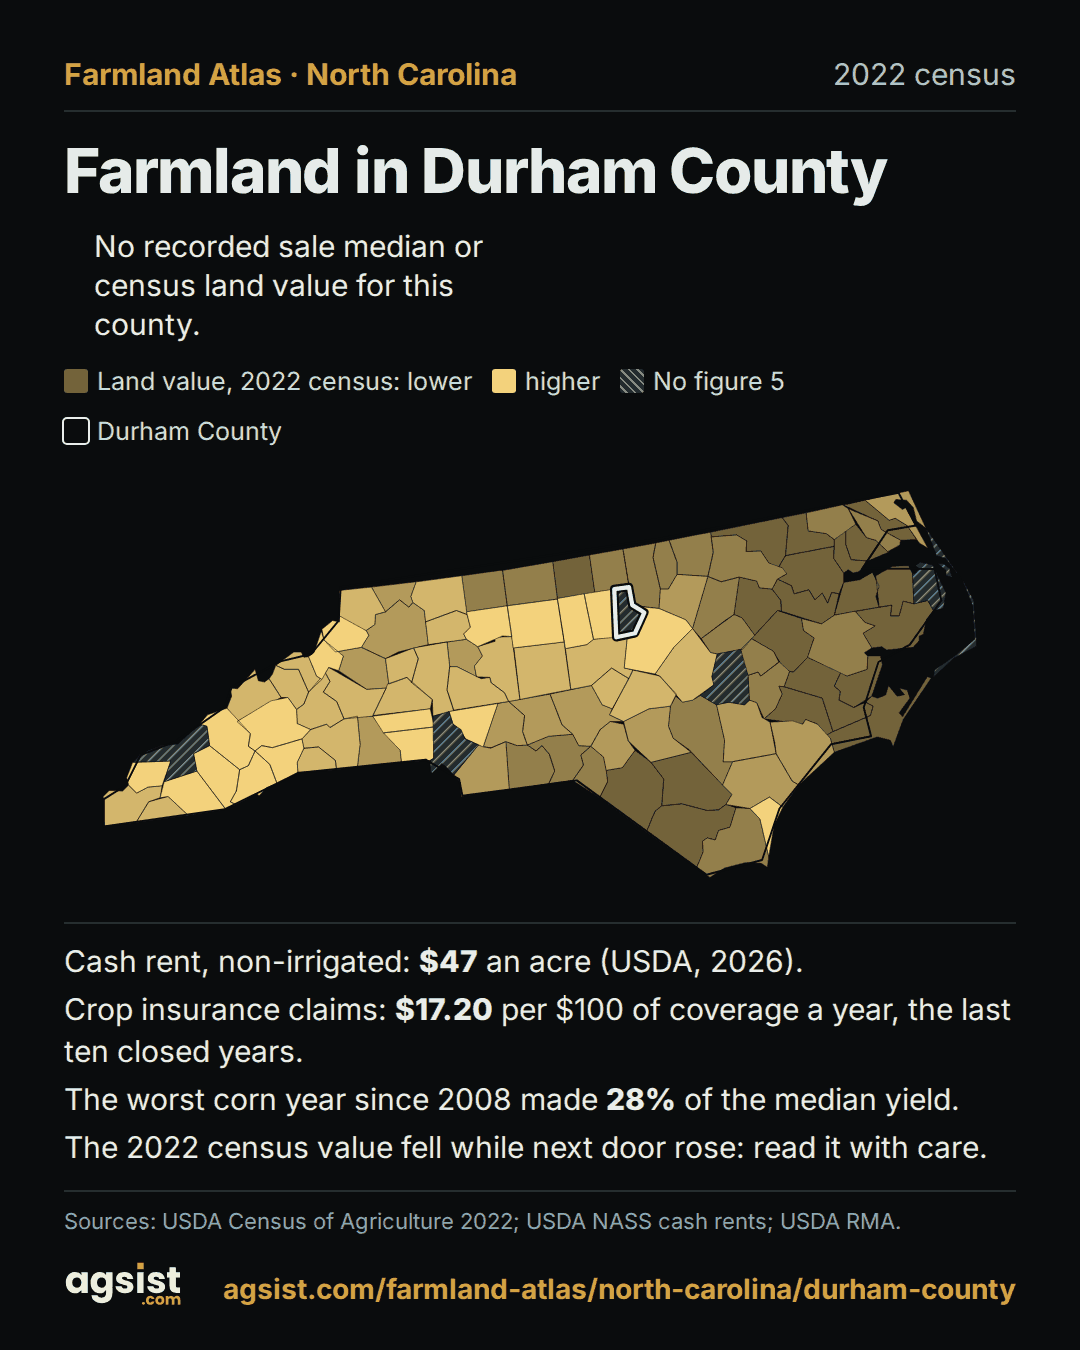 Farmland Atlas · North Carolina
2022 census
Farmland in Durham County
No recorded sale median or
census land value for this
county.
Land value, 2022 census: lower
higher
No figure 5
Durham County
Cash rent, non-irrigated: $47 an acre (USDA, 2026).
Crop insurance claims: $17.20 per $100 of coverage a year, the last
ten closed years.
The worst corn year since 2008 made 28% of the median yield.
The 2022 census value fell while next door rose: read it with care.
Sources: USDA Census of Agriculture 2022; USDA NASS cash rents; USDA RMA.
agsist
.com
agsist.com/farmland-atlas/north-carolina/durham-county